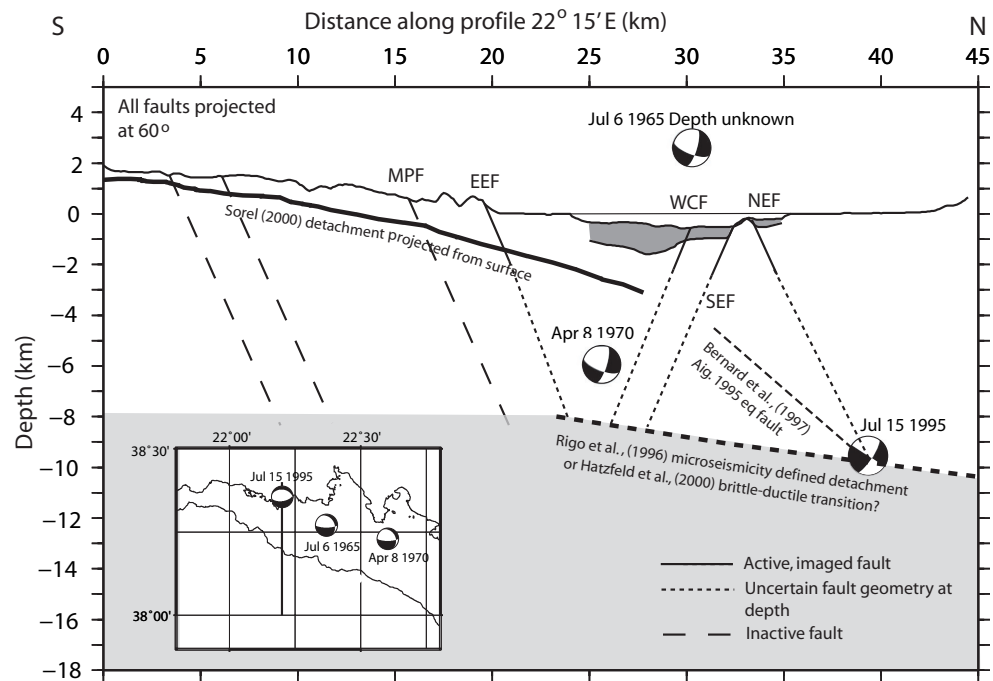 S
Distance along profile 22° 15' E (km)
N
0 5 10 15 20 25 30 35 40 45
All faults projected
at 60°
Jul 6 1965 Depth unknown
MPF
EEF
WCF
NEF
Sorel (2000) detachment projected from surface
SEF
Apr 8 1970
Bernard et al., (1997)
Aig. 1995 eq fault
Jul 15 1995
Rigo et al., (1996) microseismicity defined detachment
or Hatzfeld et al., (2000) brittle-ductile transition?
Depth (km)
4
2
0
−2
−4
−6
−8
−10
−12
−14
−16
−18
22°00'
22°30'
38°30'
38°00'
Jul 15 1995
Jul 6 1965
Apr 8 1970
Active, imaged fault
Uncertain fault geometry at
depth
Inactive fault